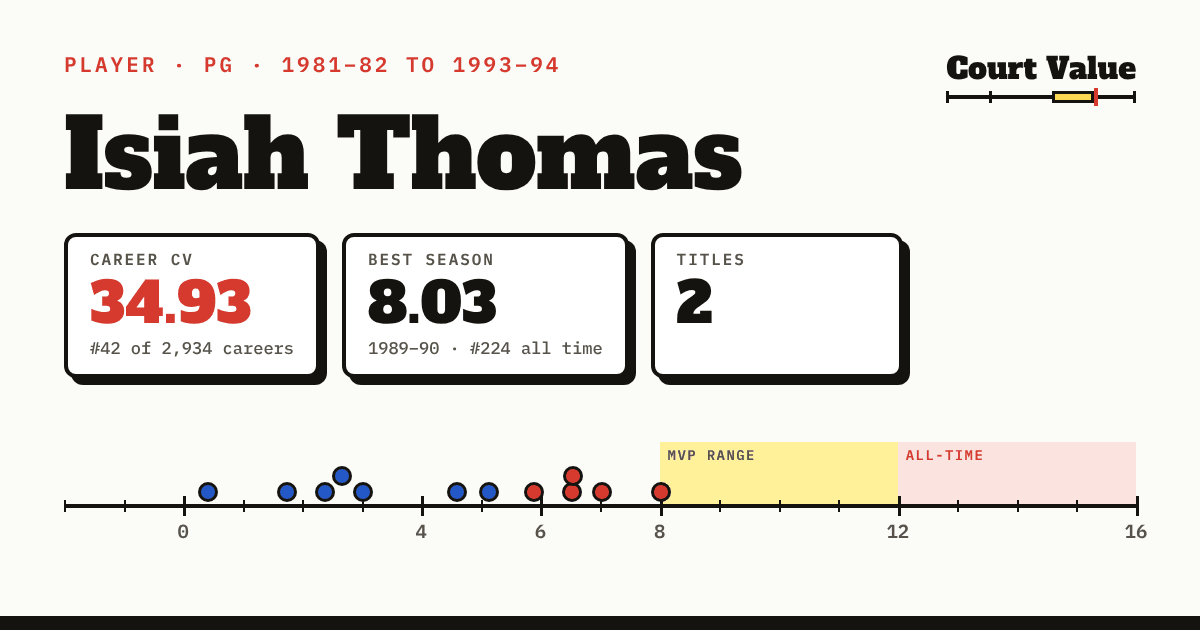 PLAYER · PG · 1981–82 TO 1993–94
Court Value
Isiah Thomas
CAREER CV
34.93
#42 of 2,934 careers
BEST SEASON
8.03
1989–90 · #224 all time
TITLES
2
MVP RANGE
ALL-TIME
0 4 6 8 12 16